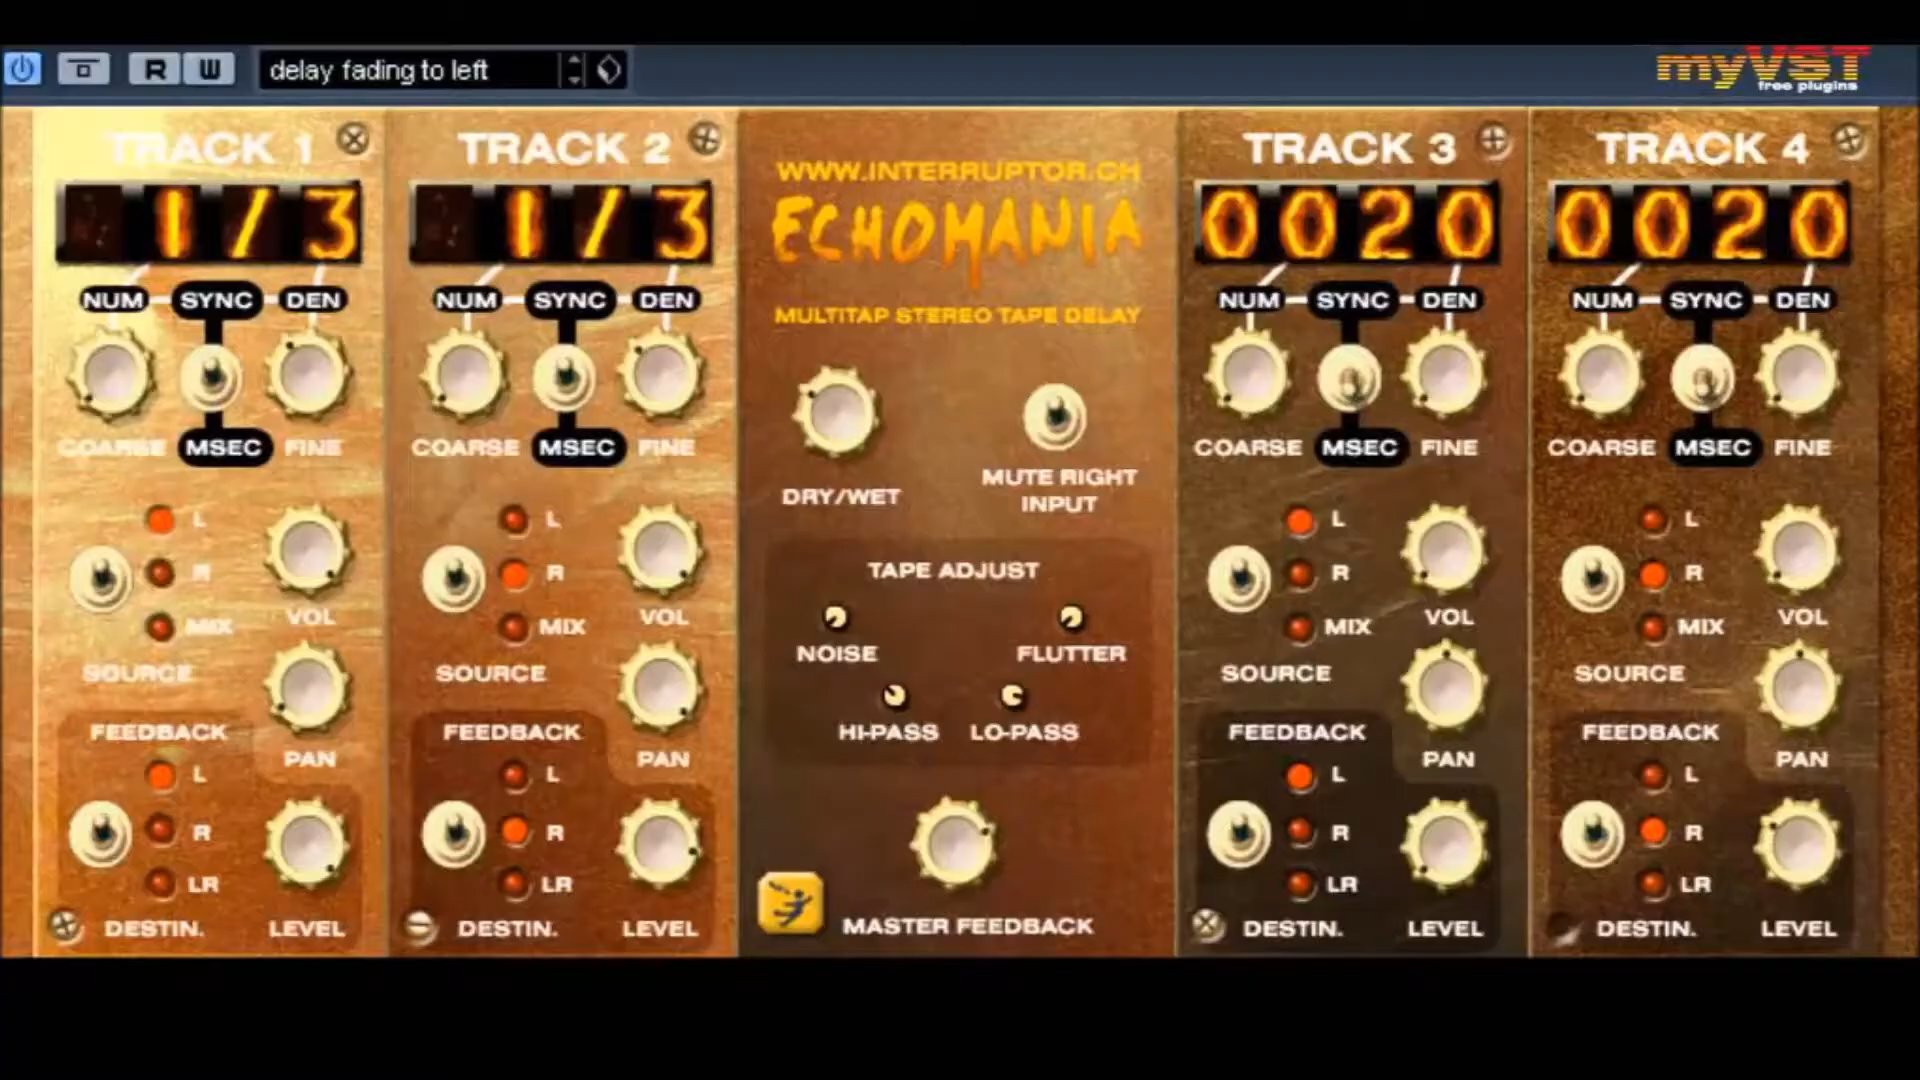 R W delay fading to left
myVST
free plugins
TRACK 1
1/3
NUM SYNC DEN
COARSE MSEC FINE
L
R
MIX
VOL
SOURCE
FEEDBACK
PAN
L
R
LR
DESTIN. LEVEL
TRACK 2
1/3
NUM SYNC DEN
COARSE MSEC FINE
L
R
MIX
VOL
SOURCE
FEEDBACK
PAN
L
R
LR
DESTIN. LEVEL
WWW.INTERRUPTOR.CH
ECHOMANIA
MULTITAP STEREO TAPE DELAY
DRY/WET
MUTE RIGHT
INPUT
TAPE ADJUST
NOISE FLUTTER
HI-PASS LO-PASS
MASTER FEEDBACK
TRACK 3
0020
NUM SYNC DEN
COARSE MSEC FINE
L
R
MIX
VOL
SOURCE
FEEDBACK
PAN
L
R
LR
DESTIN. LEVEL
TRACK 4
0020
NUM SYNC DEN
COARSE MSEC FINE
L
R
MIX
VOL
SOURCE
FEEDBACK
PAN
L
R
LR
DESTIN. LEVEL